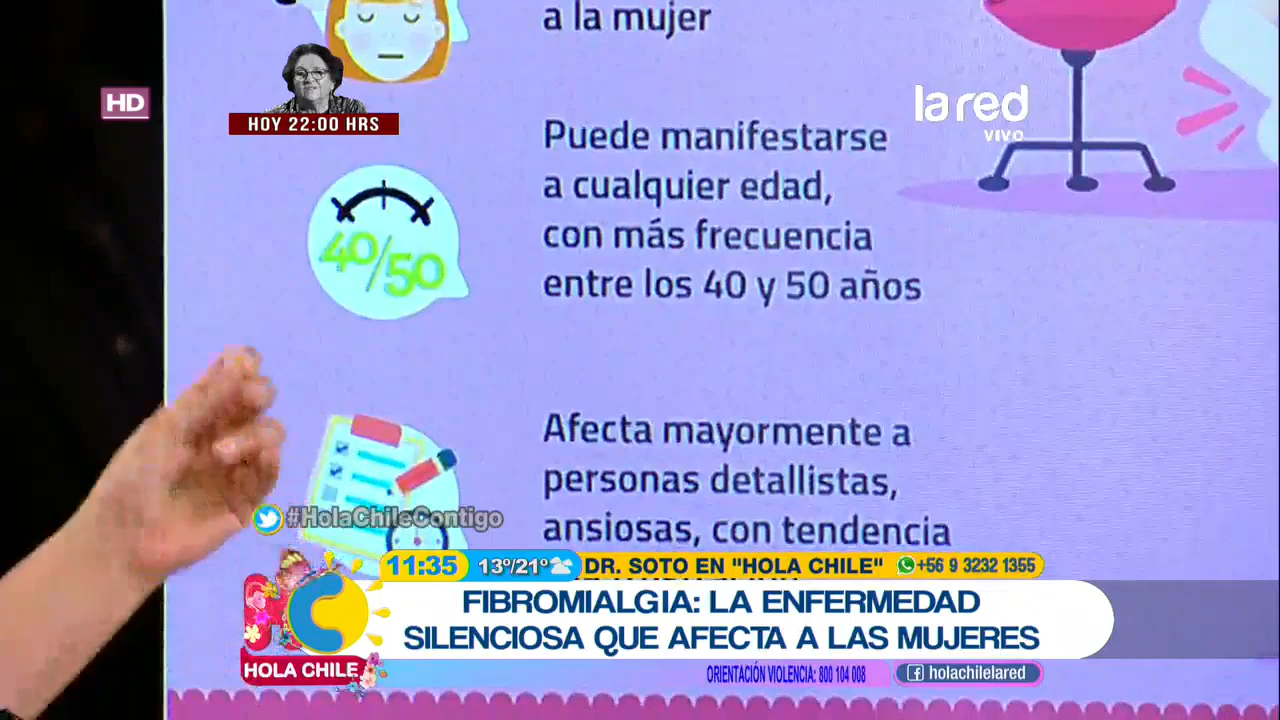 a la mujer
HD
HOY 22:00 HRS
la red
VIVO
Puede manifestarse
a cualquier edad,
con más frecuencia
entre los 40 y 50 años
40/50
Afecta mayormente a
personas detallistas,
ansiosas, con tendencia
#HolaChileContigo
11:35
13º/21º
DR. SOTO EN "HOLA CHILE"
+56 9 3232 1355
FIBROMIALGIA: LA ENFERMEDAD
SILENCIOSA QUE AFECTA A LAS MUJERES
HOLA CHILE
ORIENTACIÓN VIOLENCIA: 800 104 008
holachilelared